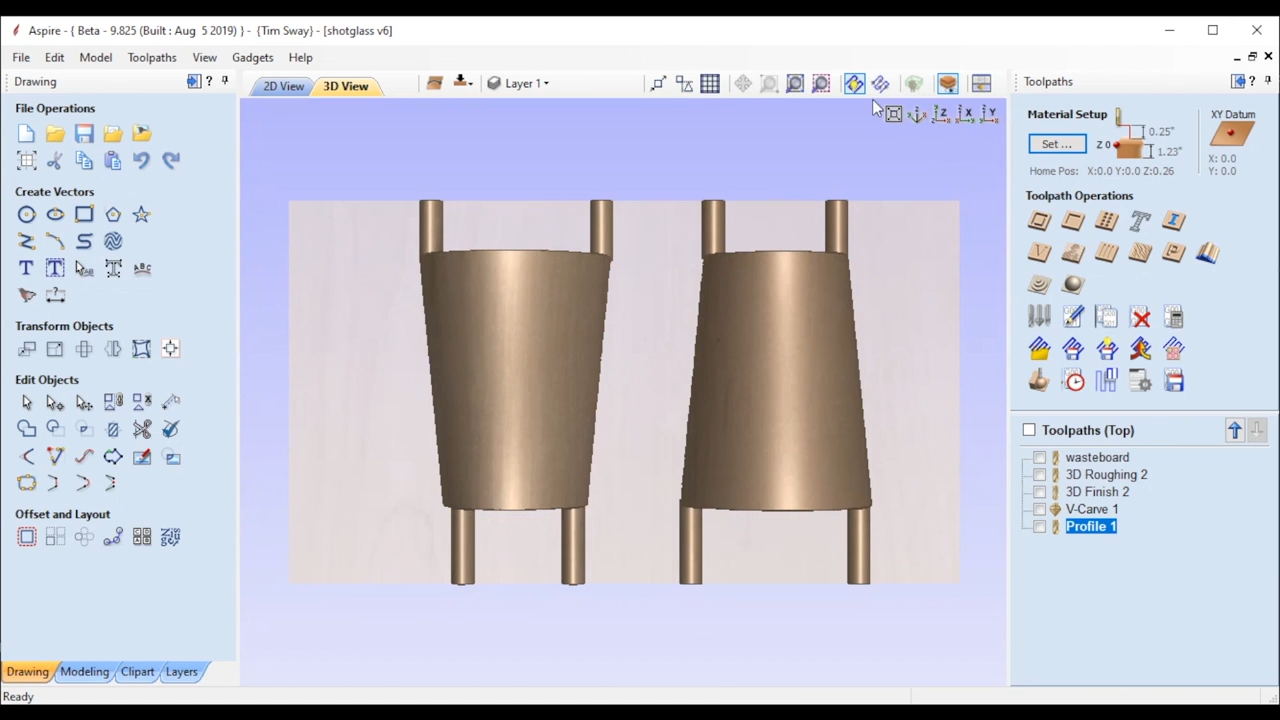 Aspire - { Beta - 9.825 (Built : Aug 5 2019) } - {Tim Sway} - [shotglass v6]
File Edit Model Toolpaths View Gadgets Help
Drawing
2D View 3D View
Layer 1
Toolpaths
File Operations
Create Vectors
Transform Objects
Edit Objects
Offset and Layout
Drawing Modeling Clipart Layers
Ready
Material Setup
XY Datum
0.25"
Set ...
Z 0
1.23"
X: 0.0
Y: 0.0
Home Pos: X:0.0 Y:0.0 Z:0.26
Toolpath Operations
Toolpaths (Top)
wasteboard
3D Roughing 2
3D Finish 2
V-Carve 1
Profile 1